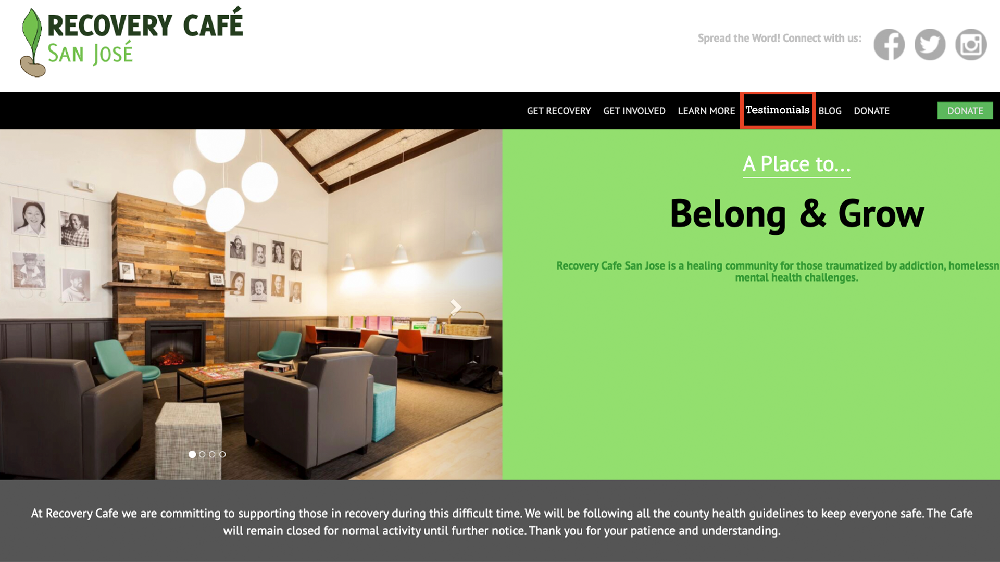 RECOVERY CAFÉ
SAN JOSÉ
Spread the Word! Connect with us:
GET RECOVERY GET INVOLVED LEARN MORE Testimonials BLOG DONATE DONATE
A Place to...
Belong & Grow
Recovery Cafe San Jose is a healing community for those traumatized by addiction, homelessn
mental health challenges.
At Recovery Cafe we are committing to supporting those in recovery during this difficult time. We will be following all the county health guidelines to keep everyone safe. The Cafe
will remain closed for normal activity until further notice. Thank you for your patience and understanding.